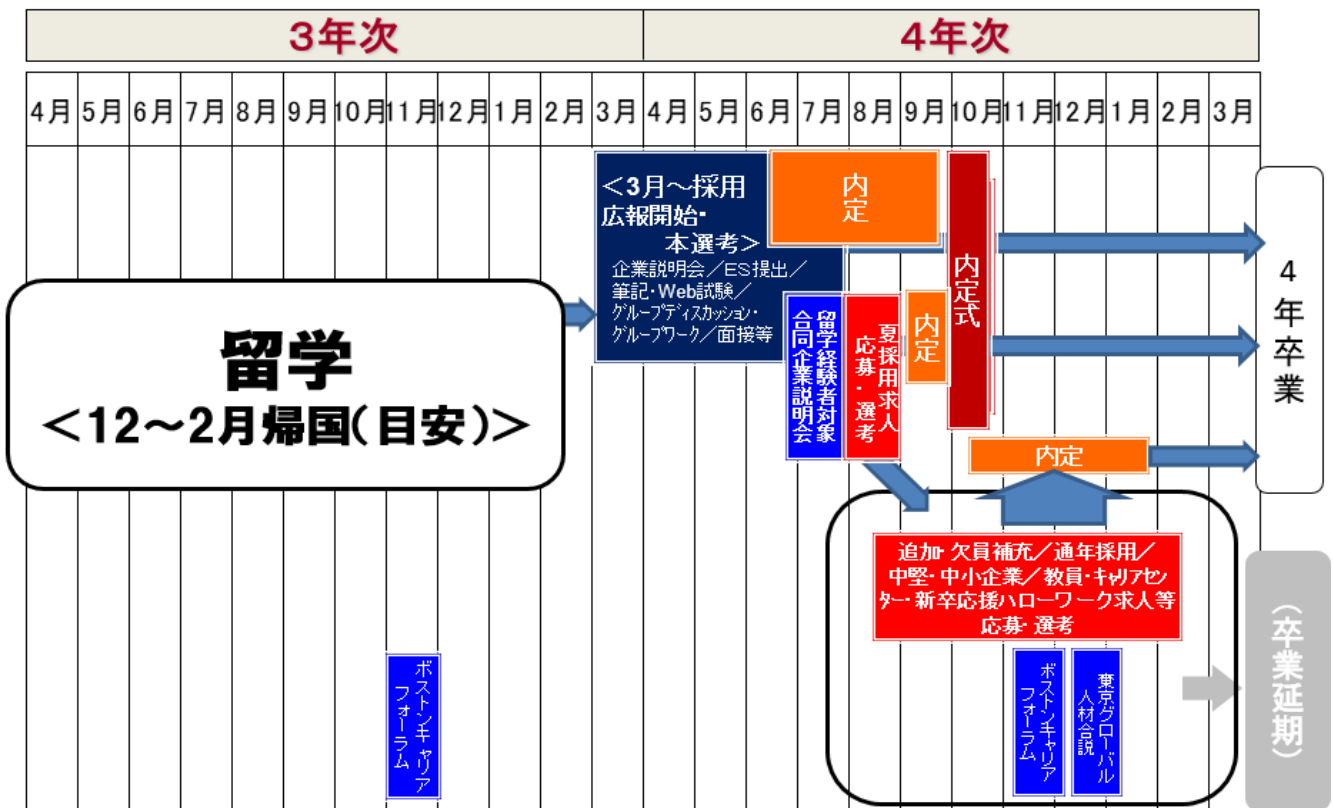 3年次
4年次
4月 5月 6月 7月 8月 9月 10月 11月 12月 1月 2月 3月 4月 5月 6月 7月 8月 9月 10月 11月 12月 1月 2月 3月
留学
＜12～2月帰国(目安)＞
＜3月～採用
広報開始・
本選考＞
企業説明会／ES提出／
筆記・Web試験／
グループディスカッション・
グループワーク／面接等
内定
留学経験者対象
合同企業説明会
夏採用求人
応募・選考
内定
内定式
内定
4年卒業
追加・欠員補充／通年採用／
中堅・中小企業／教員・キャリアセン
ター・新卒応援ハローワーク求人等
応募・選考
ボストンキャリア
フォーラム
ボストンキャリア
フォーラム
東京グローバル
人材合説
（卒業延期）